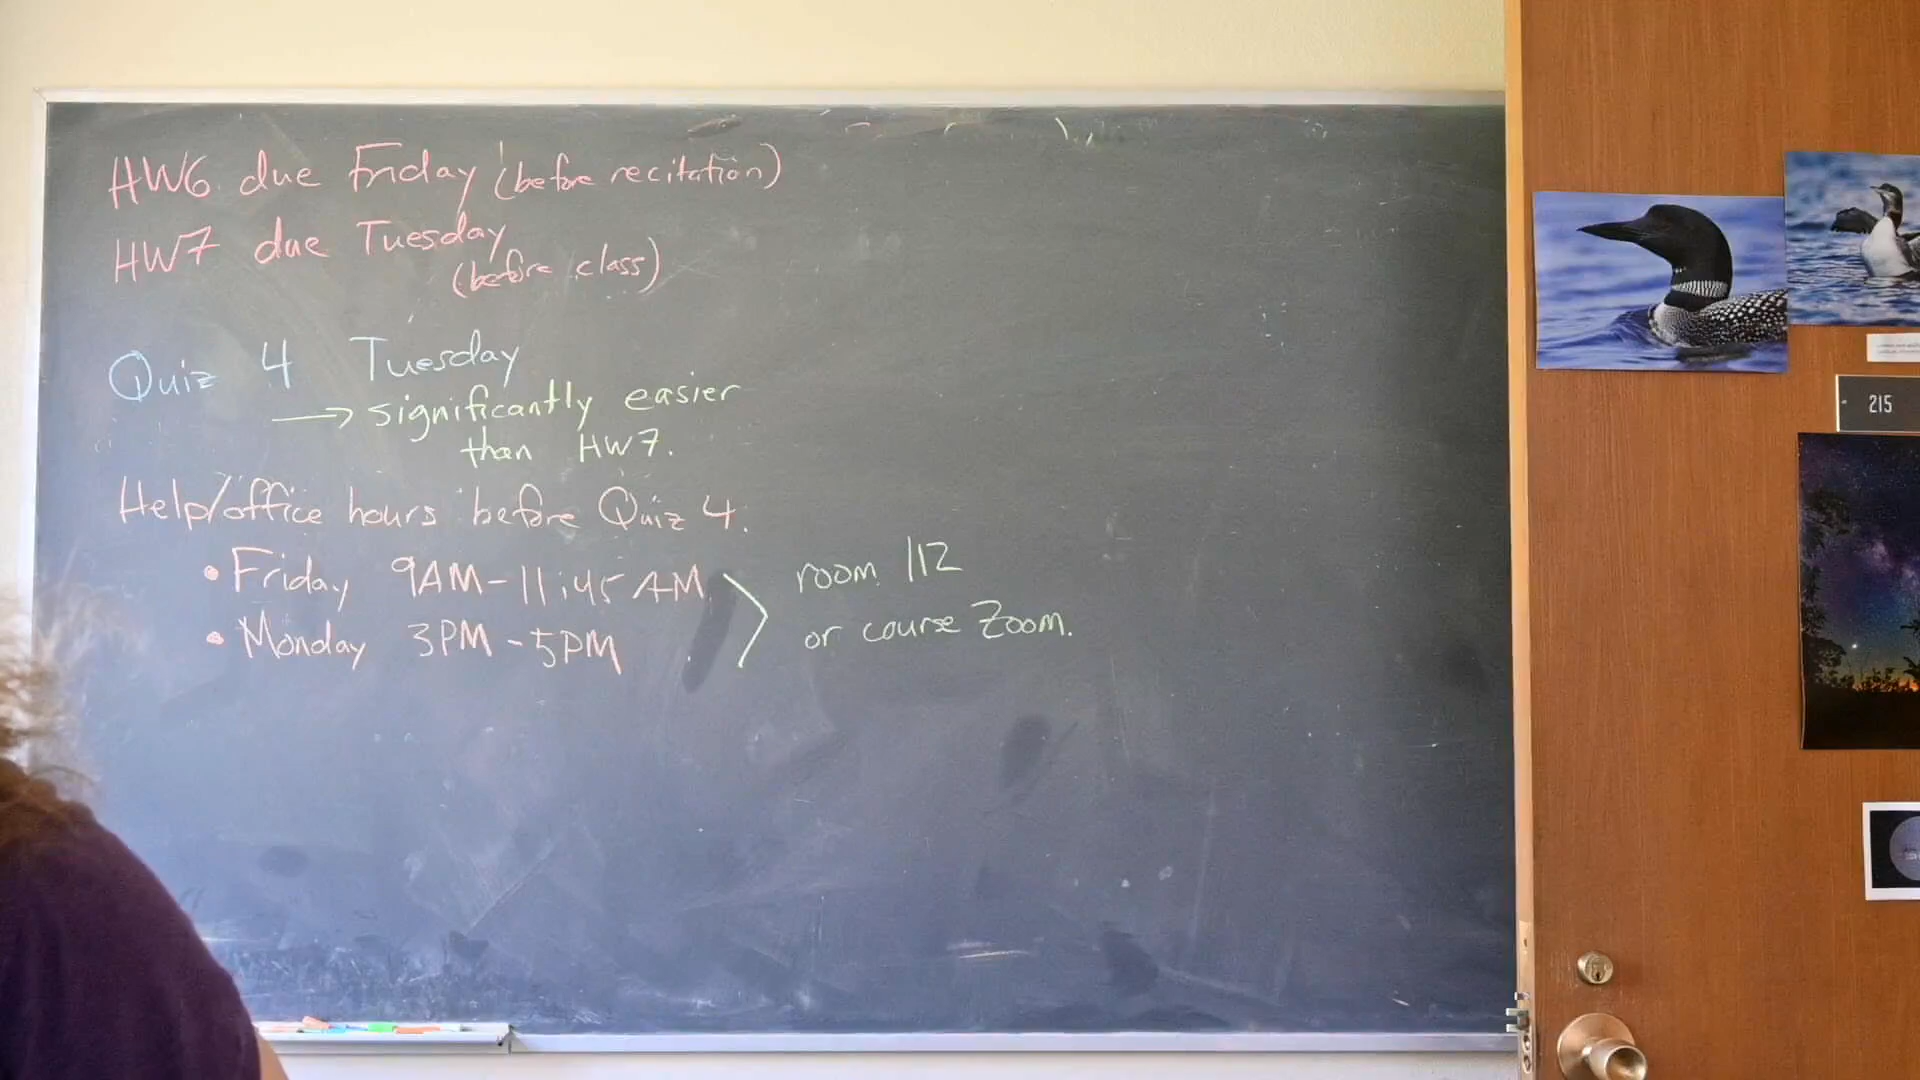 HW6 due Friday (before recitation)
HW7 due Tuesday
(before class)
Quiz 4 Tuesday
→ significantly easier
than HW7.
Help/office hours before Quiz 4.
• Friday 9AM-11:45AM
room 112
• Monday 3PM-5PM
or course Zoom.
215